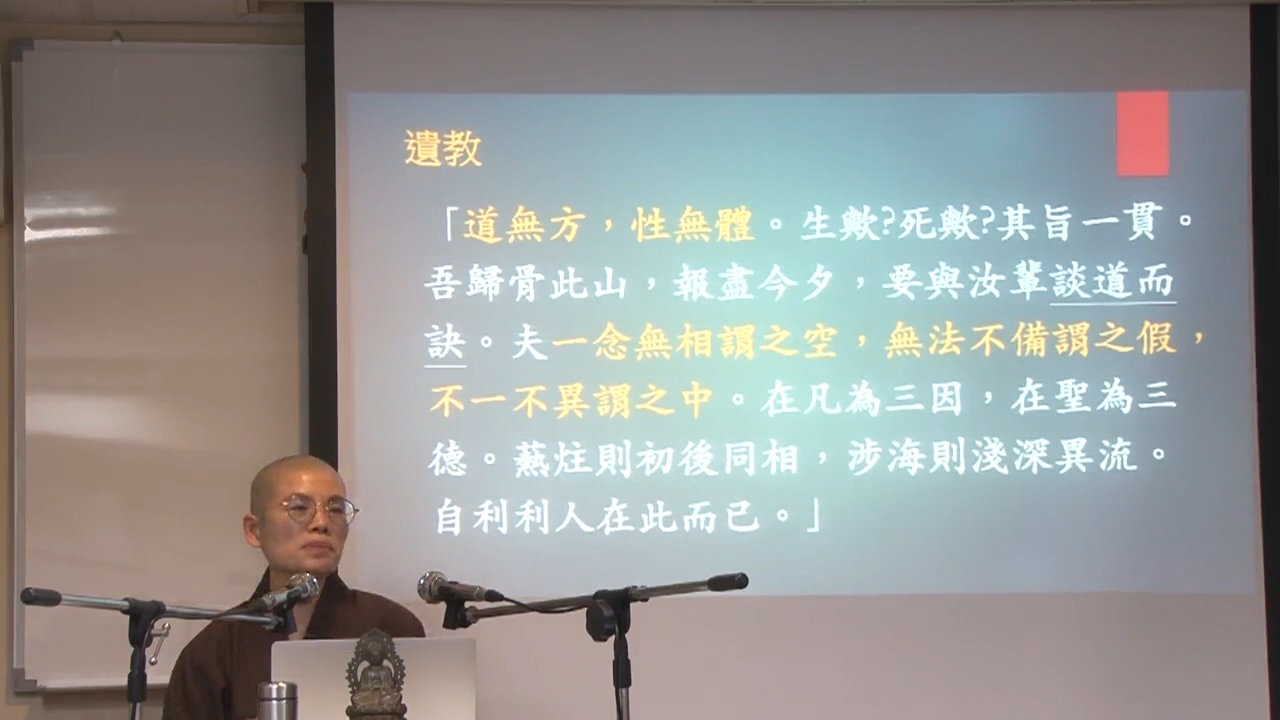 遺教
「道無方，性無體。生歟?死歟?其旨一貫。
吾歸骨此山，報盡今夕，要與汝輩談道而
訣。夫一念無相謂之空，無法不備謂之假，
不一不異謂之中。在凡為三因，在聖為三
德。爇炷則初後同相，涉海則淺深異流。
自利利人在此而已。」